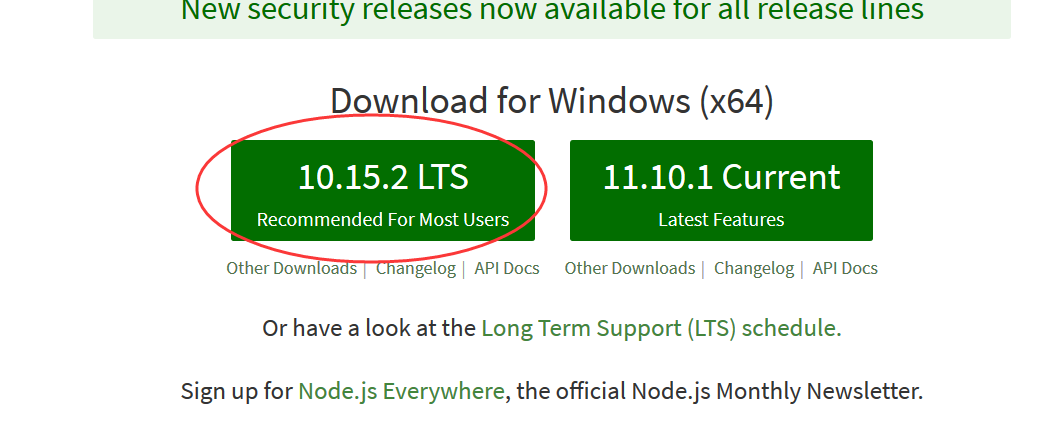 New security releases now available for all release lines
Download for Windows (x64)
10.15.2 LTS
Recommended For Most Users
11.10.1 Current
Latest Features
Other Downloads | Changelog | API Docs
Other Downloads | Changelog | API Docs
Or have a look at the Long Term Support (LTS) schedule.
Sign up for Node.js Everywhere, the official Node.js Monthly Newsletter.